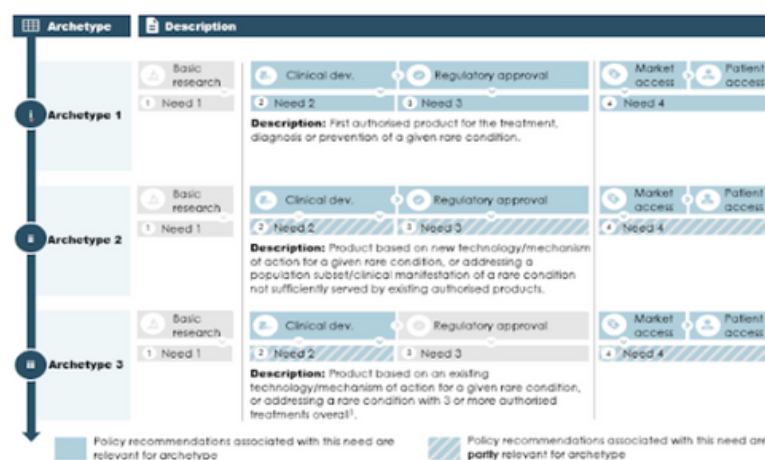 Archetype Description
Basic research
Clinical dev. Regulatory approval
Market access Patient access
Archetype 1
1 Need 1 2 Need 2 3 Need 3 4 Need 4
Description: First authorised product for the treatment,
diagnosis or prevention of a given rare condition.
Basic research
Clinical dev. Regulatory approval
Market access Patient access
Archetype 2
1 Need 1 2 Need 2 3 Need 3 4 Need 4
Description: Product based on new technology/mechanism
of action for a given rare condition, or addressing a
population subset/clinical manifestation of a rare condition
not sufficiently served by existing authorised products.
Basic research
Clinical dev. Regulatory approval
Market access Patient access
Archetype 3
1 Need 1 2 Need 2 3 Need 3 4 Need 4
Description: Product based on an existing
technology/mechanism of action for a given rare condition,
or addressing a rare condition with 3 or more authorised
treatments overall¹.
Policy recommendations associated with this need are
relevant for archetype
Policy recommendations associated with this need are
partly relevant for archetype